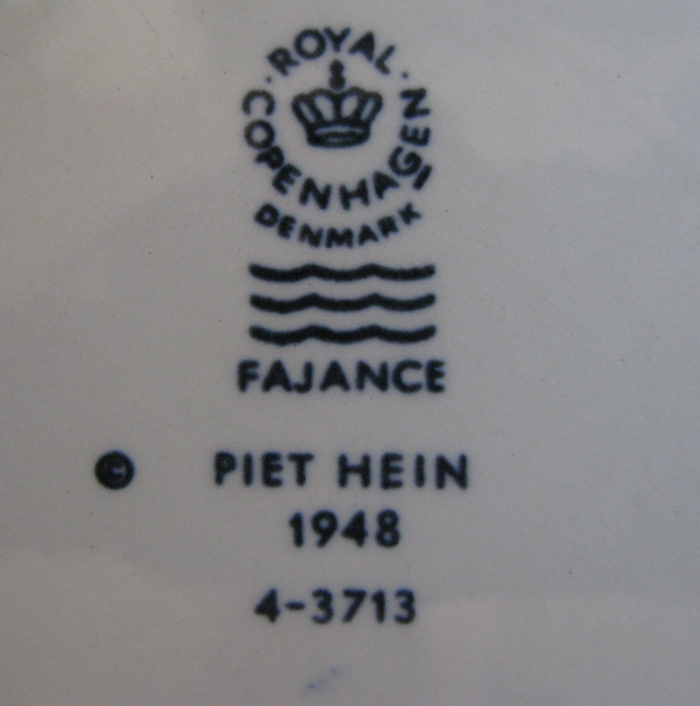 ROYAL
COPENHAGEN
DENMARK
FAJANCE
© PIET HEIN
1948
4-3713